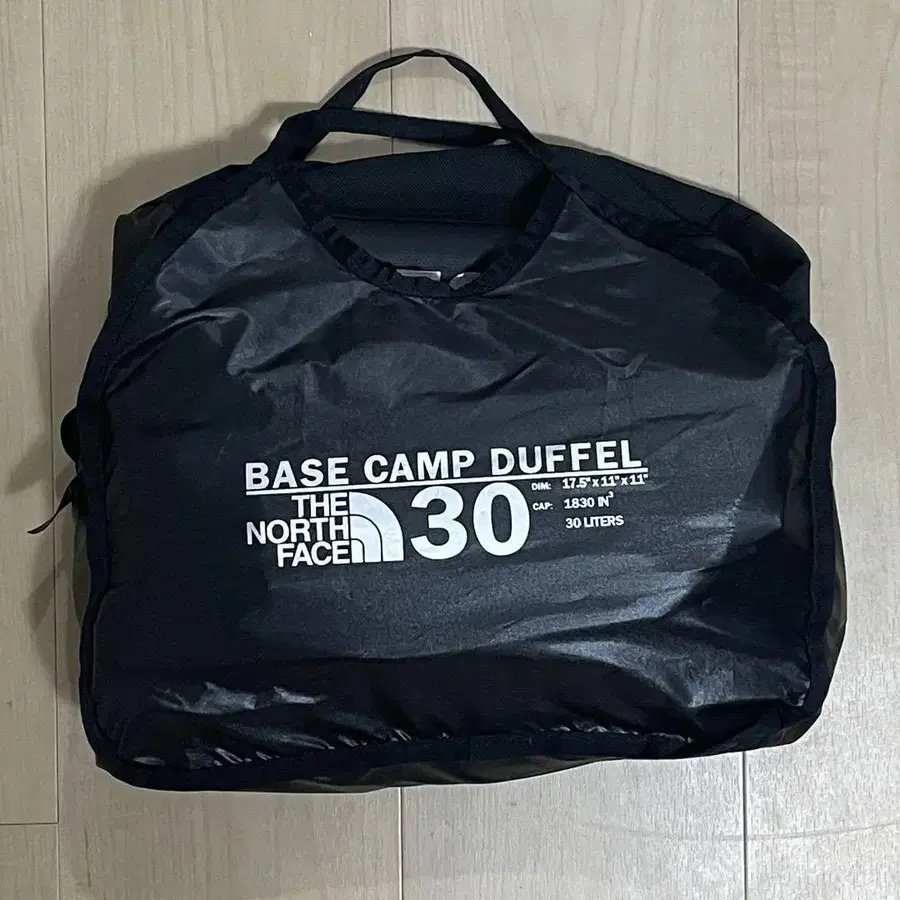 BASE CAMP DUFFEL
THE
NORTH
FACE
30
DIM: 17.5" x 11" x 11"
CAP: 1830 IN³
30 LITERS